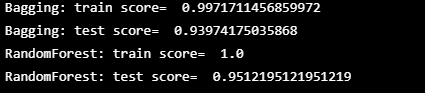 Bagging: train score=  0.9971711456859972
Bagging: test score=  0.93974175035868
RandomForest: train score=  1.0
RandomForest: test score=  0.9512195121951219